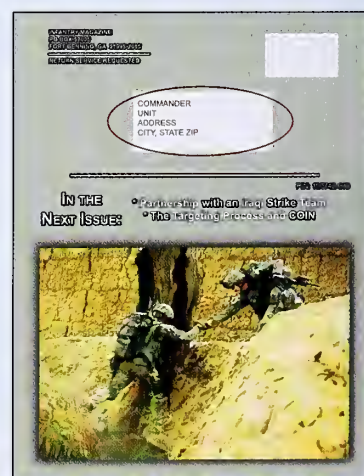 INFANTRY MAGAZINE
FORT BENNING, GA
RETURN SERVICE REQUESTED
COMMANDER
UNIT
ADDRESS
CITY, STATE ZIP
PIN:
IN THE
NEXT ISSUE:
* Partnership with an Iraqi Strike Team
* The Targeting Process and COIN